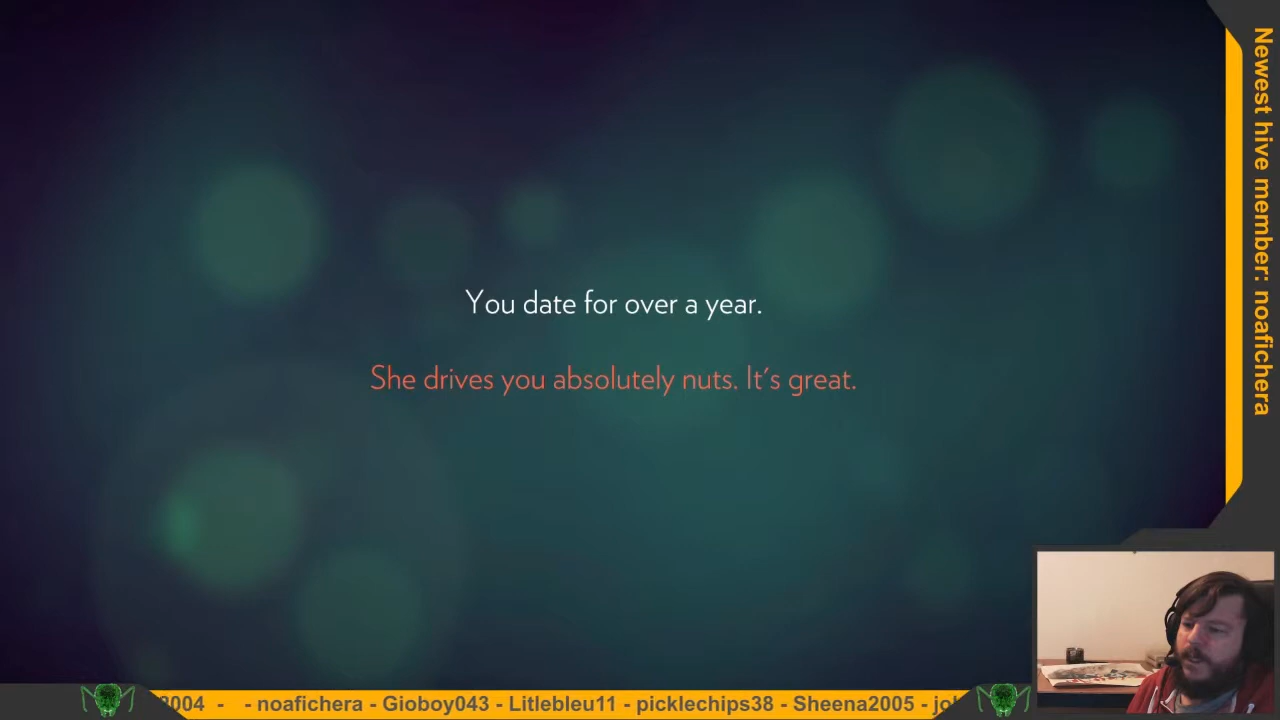 You date for over a year.
She drives you absolutely nuts. It's great.
Newest hive member: noafichera
2004 - - noafichera - Gioboy043 - Litlebleu11 - picklechips38 - Sheena2005 -